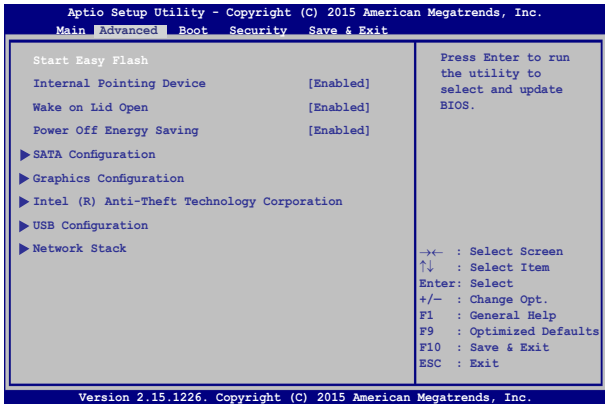 Aptio Setup Utility - Copyright (C) 2015 American Megatrends, Inc.
Main Advanced Boot Security Save & Exit
Start Easy Flash
Internal Pointing Device [Enabled]
Wake on Lid Open [Enabled]
Power Off Energy Saving [Enabled]
SATA Configuration
Graphics Configuration
Intel (R) Anti-Theft Technology Corporation
USB Configuration
Network Stack
Press Enter to run
the utility to
select and update
BIOS.
→← : Select Screen
↑↓ : Select Item
Enter: Select
+/— : Change Opt.
F1 : General Help
F9 : Optimized Defaults
F10 : Save & Exit
ESC : Exit
Version 2.15.1226. Copyright (C) 2015 American Megatrends, Inc.